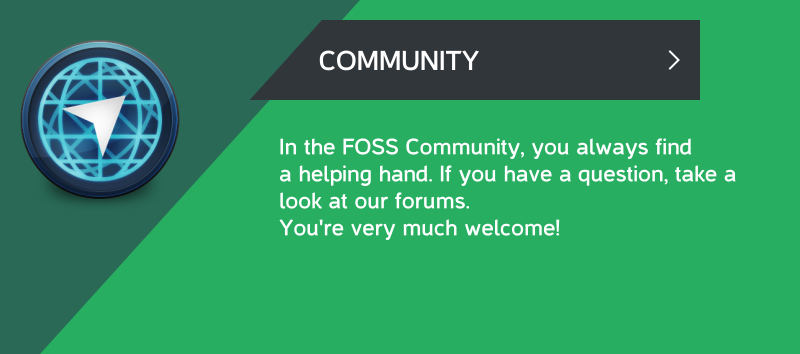 COMMUNITY
In the FOSS Community, you always find
a helping hand. If you have a question, take a
look at our forums.
You're very much welcome!